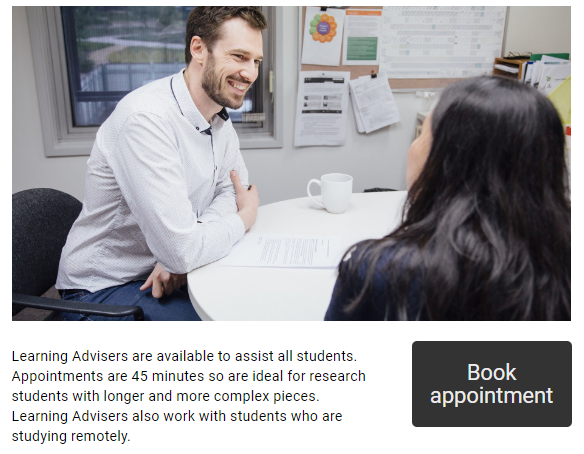 Learning Advisers are available to assist all students.
Appointments are 45 minutes so are ideal for research
students with longer and more complex pieces.
Learning Advisers also work with students who are
studying remotely.
Book
appointment